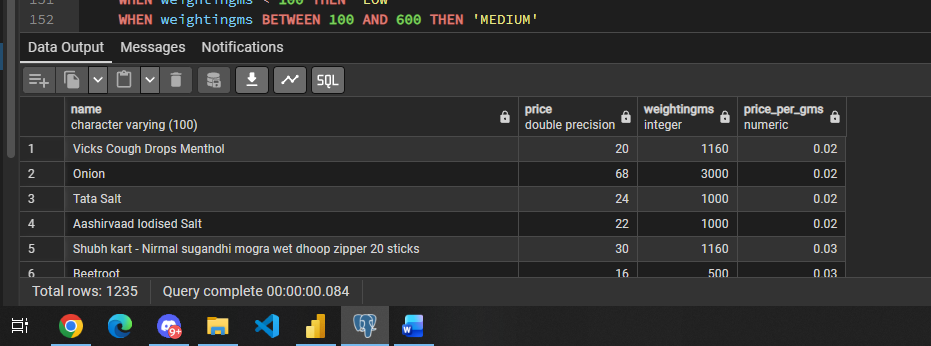 151 WHEN weightingms < 100 THEN 'LOW'
152 WHEN weightingms BETWEEN 100 AND 600 THEN 'MEDIUM'
Data Output Messages Notifications
SQL
name price weightingms price_per_gms
character varying (100) double precision integer numeric
1 Vicks Cough Drops Menthol 20 1160 0.02
2 Onion 68 3000 0.02
3 Tata Salt 24 1000 0.02
4 Aashirvaad Iodised Salt 22 1000 0.02
5 Shubh kart - Nirmal sugandhi mogra wet dhoop zipper 20 sticks 30 1160 0.03
6 Beetroot 16 500 0.03
Total rows: 1235 Query complete 00:00:00.084
9+